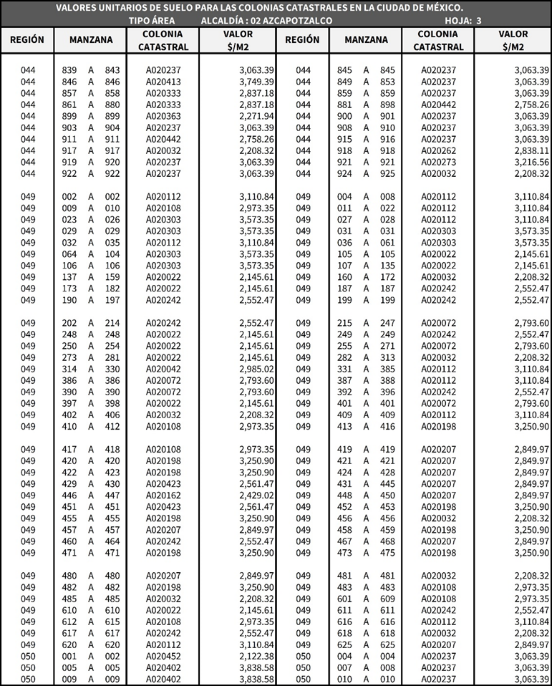 VALORES UNITARIOS DE SUELO PARA LAS COLONIAS CATASTRALES EN LA CIUDAD DE MÉXICO.
TIPO ÁREA ALCALDÍA : 02 AZCAPOTZALCO HOJA: 3
REGIÓN MANZANA COLONIA CATASTRAL VALOR $/M2 REGIÓN MANZANA COLONIA CATASTRAL VALOR $/M2
044 839 A 843 A020237 3,063.39 044 845 A 845 A020237 3,063.39
044 846 A 846 A020413 3,749.39 044 849 A 853 A020237 3,063.39
044 857 A 858 A020333 2,837.18 044 859 A 859 A020237 3,063.39
044 861 A 880 A020333 2,837.18 044 881 A 898 A020442 2,758.26
044 899 A 899 A020363 2,271.94 044 900 A 901 A020237 3,063.39
044 903 A 904 A020237 3,063.39 044 908 A 910 A020237 3,063.39
044 911 A 911 A020442 2,758.26 044 915 A 916 A020237 3,063.39
044 917 A 917 A020032 2,208.32 044 918 A 918 A020262 2,838.11
044 919 A 920 A020237 3,063.39 044 921 A 921 A020273 3,216.56
044 922 A 922 A020237 3,063.39 044 924 A 925 A020032 2,208.32
049 002 A 002 A020112 3,110.84 049 004 A 008 A020112 3,110.84
049 009 A 010 A020108 2,973.35 049 011 A 022 A020112 3,110.84
049 023 A 026 A020303 3,573.35 049 027 A 028 A020112 3,110.84
049 029 A 029 A020303 3,573.35 049 031 A 031 A020303 3,573.35
049 032 A 035 A020112 3,110.84 049 036 A 061 A020303 3,573.35
049 064 A 104 A020303 3,573.35 049 105 A 105 A020022 2,145.61
049 106 A 106 A020303 3,573.35 049 107 A 135 A020022 2,145.61
049 137 A 159 A020022 2,145.61 049 160 A 172 A020032 2,208.32
049 173 A 182 A020022 2,145.61 049 187 A 187 A020242 2,552.47
049 190 A 197 A020242 2,552.47 049 199 A 199 A020242 2,552.47
049 202 A 214 A020242 2,552.47 049 215 A 247 A020072 2,793.60
049 248 A 248 A020022 2,145.61 049 249 A 249 A020242 2,552.47
049 250 A 254 A020022 2,145.61 049 255 A 271 A020072 2,793.60
049 273 A 281 A020022 2,145.61 049 282 A 313 A020032 2,208.32
049 314 A 330 A020042 2,985.02 049 331 A 385 A020112 3,110.84
049 386 A 386 A020072 2,793.60 049 387 A 388 A020112 3,110.84
049 390 A 390 A020072 2,793.60 049 392 A 396 A020242 2,552.47
049 397 A 398 A020022 2,145.61 049 401 A 401 A020072 2,793.60
049 402 A 406 A020032 2,208.32 049 409 A 409 A020112 3,110.84
049 410 A 412 A020108 2,973.35 049 413 A 416 A020198 3,250.90
049 417 A 418 A020108 2,973.35 049 419 A 419 A020207 2,849.97
049 420 A 420 A020198 3,250.90 049 421 A 421 A020207 2,849.97
049 422 A 423 A020198 3,250.90 049 424 A 428 A020207 2,849.97
049 429 A 430 A020423 2,561.47 049 431 A 445 A020207 2,849.97
049 446 A 447 A020162 2,429.02 049 448 A 450 A020207 2,849.97
049 451 A 451 A020423 2,561.47 049 452 A 453 A020198 3,250.90
049 455 A 455 A020198 3,250.90 049 456 A 456 A020032 2,208.32
049 457 A 457 A020207 2,849.97 049 458 A 459 A020198 3,250.90
049 460 A 464 A020242 2,552.47 049 467 A 468 A020207 2,849.97
049 471 A 471 A020198 3,250.90 049 473 A 475 A020198 3,250.90
049 480 A 480 A020207 2,849.97 049 481 A 481 A020032 2,208.32
049 482 A 482 A020198 3,250.90 049 483 A 483 A020108 2,973.35
049 485 A 485 A020032 2,208.32 049 601 A 609 A020108 2,973.35
049 610 A 610 A020022 2,145.61 049 611 A 611 A020242 2,552.47
049 612 A 615 A020108 2,973.35 049 616 A 616 A020112 3,110.84
049 617 A 617 A020242 2,552.47 049 618 A 618 A020032 2,208.32
049 620 A 620 A020112 3,110.84 049 625 A 625 A020207 2,849.97
050 001 A 002 A020452 2,122.38 050 004 A 004 A020237 3,063.39
050 005 A 005 A020402 3,838.58 050 007 A 008 A020237 3,063.39
050 009 A 009 A020402 3,838.58 050 010 A 010 A020237 3,063.39